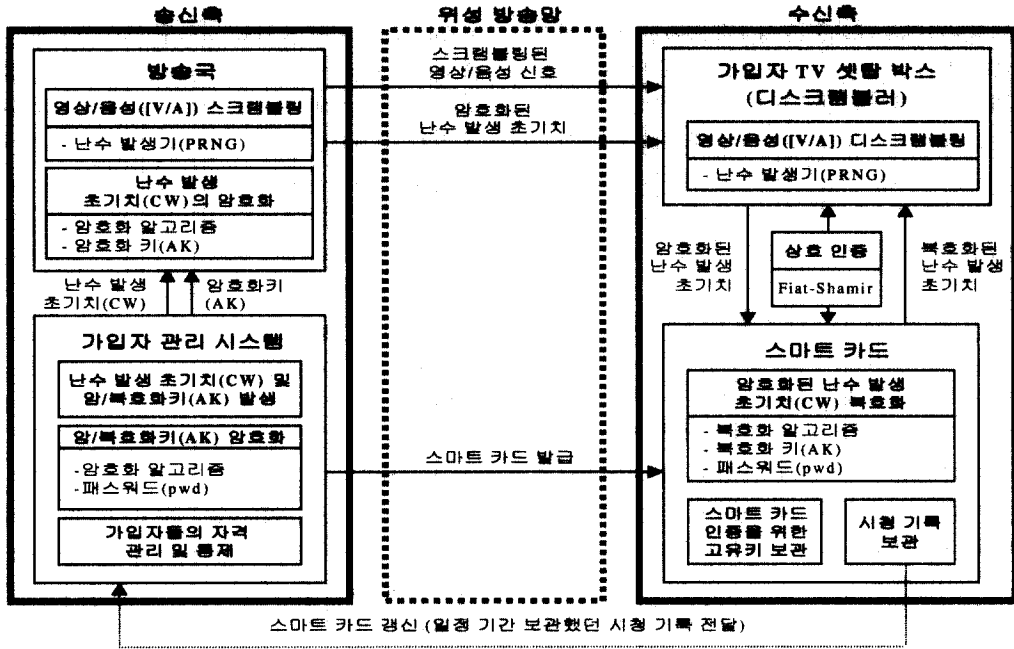 송신측
위성 방송망
수신측
방송국
영상/음성([V/A]) 스크램블링
- 난수 발생기(PRNG)
난수 발생
초기치(CW)의 암호화
- 암호화 알고리즘
- 암호화 키(AK)
난수 발생
초기치(CW)
암호화키
(AK)
가입자 관리 시스템
난수 발생 초기치(CW) 및
암/복호화키(AK) 발생
암/복호화키(AK) 암호화
-암호화 알고리즘
-패스워드(pwd)
가입자들의 자격
관리 및 통제
스크램블링된
영상/음성 신호
암호화된
난수 발생 초기치
스마트 카드 발급
가입자 TV 셋탑 박스
(디스크램블러)
영상/음성([V/A]) 디스크램블링
- 난수 발생기(PRNG)
암호화된
난수 발생
초기치
상호 인증
Fiat-Shamir
복호화된
난수 발생
초기치
스마트 카드
암호화된 난수 발생
초기치(CW) 복호화
- 복호화 알고리즘
- 복호화 키(AK)
- 패스워드(pwd)
스마트 카드
인증을 위한
고유키 보관
시청 기록
보관
스마트 카드 갱신 (일정 기간 보관했던 시청 기록 전달)